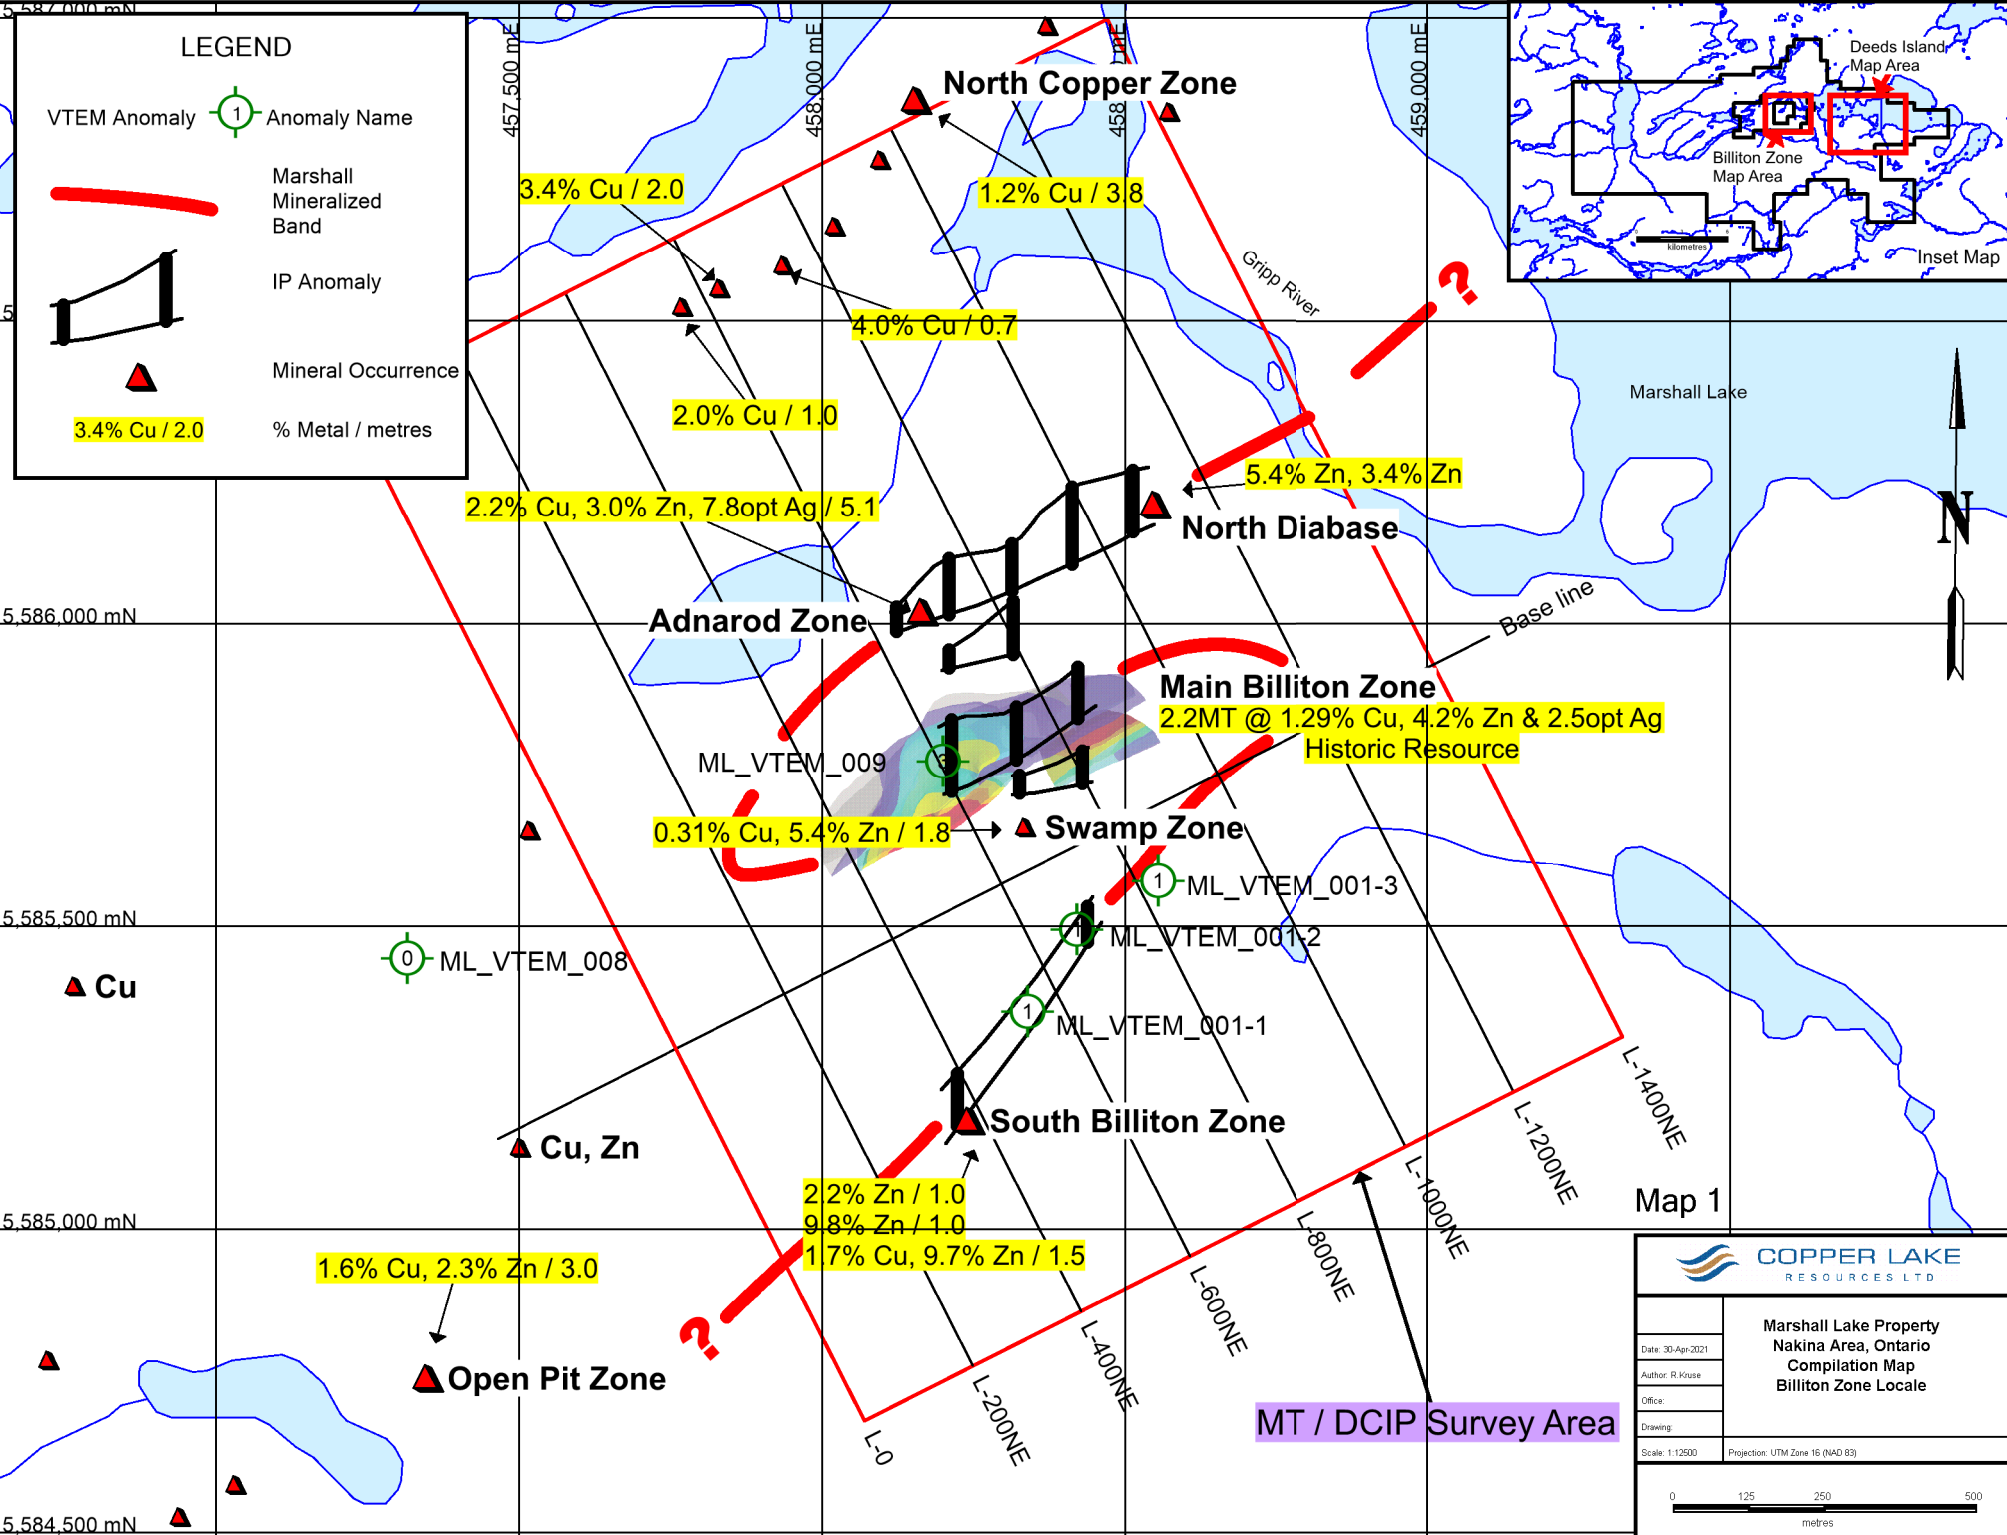 5,587,000 mN
LEGEND
VTEM Anomaly
1
Anomaly Name
Marshall
Mineralized
Band
IP Anomaly
Mineral Occurrence
3.4% Cu / 2.0
% Metal / metres
457,500 mE
458,000 mE
459,000 mE
Deeds Island
Map Area
Billiton Zone
Map Area
kilometres
Inset Map
North Copper Zone
3.4% Cu / 2.0
1.2% Cu / 3.8
Gripp River
?
4.0% Cu / 0.7
2.0% Cu / 1.0
Marshall Lake
5.4% Zn, 3.4% Zn
2.2% Cu, 3.0% Zn, 7.8opt Ag / 5.1
North Diabase
N
Base line
5,586,000 mN
Adnarod Zone
Main Billiton Zone
2.2MT @ 1.29% Cu, 4.2% Zn & 2.5opt Ag
Historic Resource
ML_VTEM_009
3
0.31% Cu, 5.4% Zn / 1.8
Swamp Zone
1
ML_VTEM_001-3
5,585,500 mN
1
ML_VTEM_001-2
0
ML_VTEM_008
Cu
1
ML_VTEM_001-1
L-1400NE
South Billiton Zone
Cu, Zn
L-1200NE
L-1000NE
2.2% Zn / 1.0
9.8% Zn / 1.0
1.7% Cu, 9.7% Zn / 1.5
L-800NE
L-600NE
L-400NE
L-200NE
L-0
5,585,000 mN
1.6% Cu, 2.3% Zn / 3.0
?
Open Pit Zone
MT / DCIP Survey Area
5,584,500 mN
Map 1
COPPER LAKE
RESOURCES LTD
Marshall Lake Property
Nakina Area, Ontario
Compilation Map
Billiton Zone Locale
Date: 30-Apr-2021
Author: R.Kruse
Office:
Drawing:
Scale: 1:12500
Projection: UTM Zone 16 (NAD 83)
0 125 250 500
metres